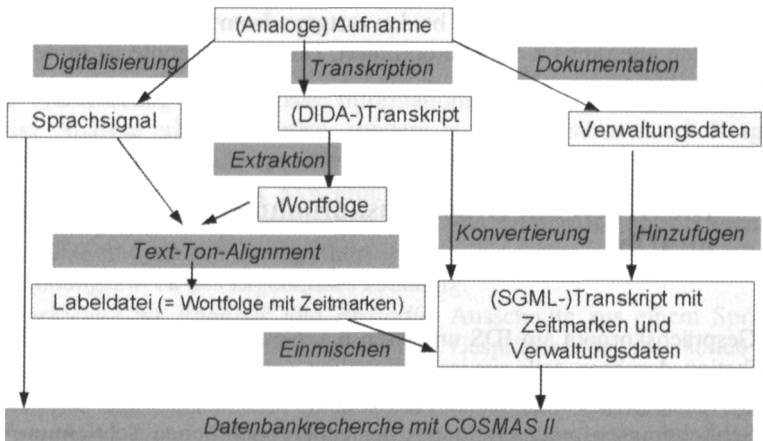 (Analoge) Aufnahme
Digitalisierung
Transkription
Dokumentation
Sprachsignal
(DIDA-)Transkript
Verwaltungsdaten
Extraktion
Wortfolge
Text-Ton-Alignment
Konvertierung
Hinzufügen
Labeldatei (= Wortfolge mit Zeitmarken)
(SGML-)Transkript mit
Zeitmarken und
Verwaltungsdaten
Einmischen
Datenbankrecherche mit COSMAS II